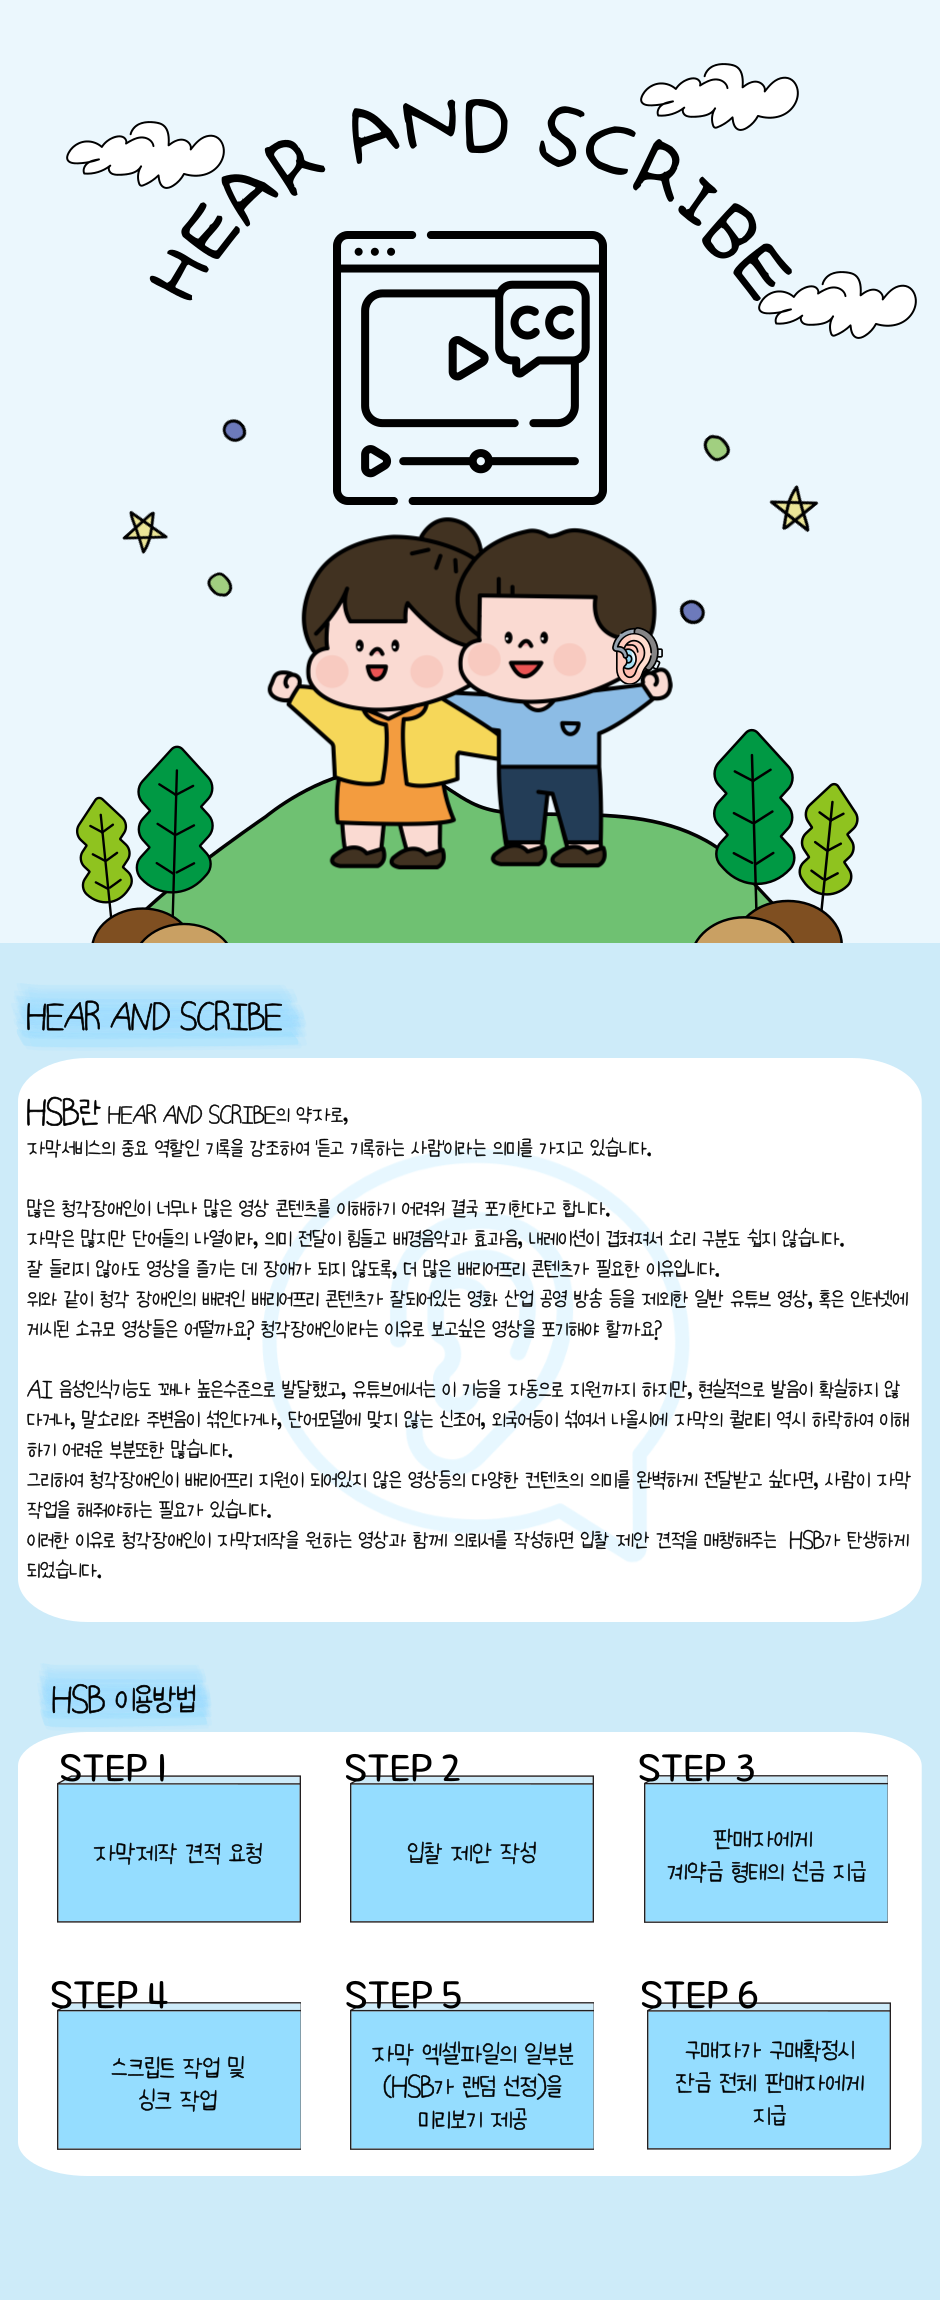 HEAR AND SCRIBE
CC
HEAR AND SCRIBE
HSB란 HEAR AND SCRIBE의 약자로,
자막서비스의 중요 역할인 기록을 강조하여 '듣고 기록하는 사람'이라는 의미를 가지고 있습니다.
많은 청각장애인이 너무나 많은 영상 콘텐츠를 이해하기 어려워 결국 포기한다고 합니다.
자막은 많지만 단어들의 나열이라, 의미 전달이 힘들고 배경음악과 효과음, 내레이션이 겹쳐져서 소리 구분도 쉽지 않습니다.
잘 들리지 않아도 영상을 즐기는 데 장애가 되지 않도록, 더 많은 배리어프리 콘텐츠가 필요한 이유입니다.
위와 같이 청각 장애인의 배려인 배리어프리 콘텐츠가 잘되어있는 영화 산업 공영 방송 등을 제외한 일반 유튜브 영상, 혹은 인터넷에
게시된 소규모 영상들은 어떨까요? 청각장애인이라는 이유로 보고싶은 영상을 포기해야 할까요?
AI 음성인식기능도 꽤나 높은수준으로 발달했고, 유튜브에서는 이 기능을 자동으로 지원까지 하지만, 현실적으로 발음이 확실하지 않
다거나, 말소리와 주변음이 섞인다거나, 단어모델에 맞지 않는 신조어, 외국어등이 섞여서 나올시에 자막의 퀄리티 역시 하락하여 이해
하기 어려운 부분또한 많습니다.
그리하여 청각장애인이 배리어프리 지원이 되어있지 않은 영상등의 다양한 컨텐츠의 의미를 완벽하게 전달받고 싶다면, 사람이 자막
작업을 해줘야하는 필요가 있습니다.
이러한 이유로 청각장애인이 자막제작을 원하는 영상과 함께 의뢰서를 작성하면 입찰 제안 견적을 매챙해주는 HSB가 탄생하게
되었습니다.
HSB 이용방법
STEP 1
자막제작 견적 요청
STEP 2
입찰 제안 작성
STEP 3
판매자에게
계약금 형태의 선금 지급
STEP 4
스크립트 작업 및
싱크 작업
STEP 5
자막 엑셀파일의 일부분
(HSB가 랜덤 선정)을
미리보기 제공
STEP 6
구매자가 구매확정시
잔금 전체 판매자에게
지급